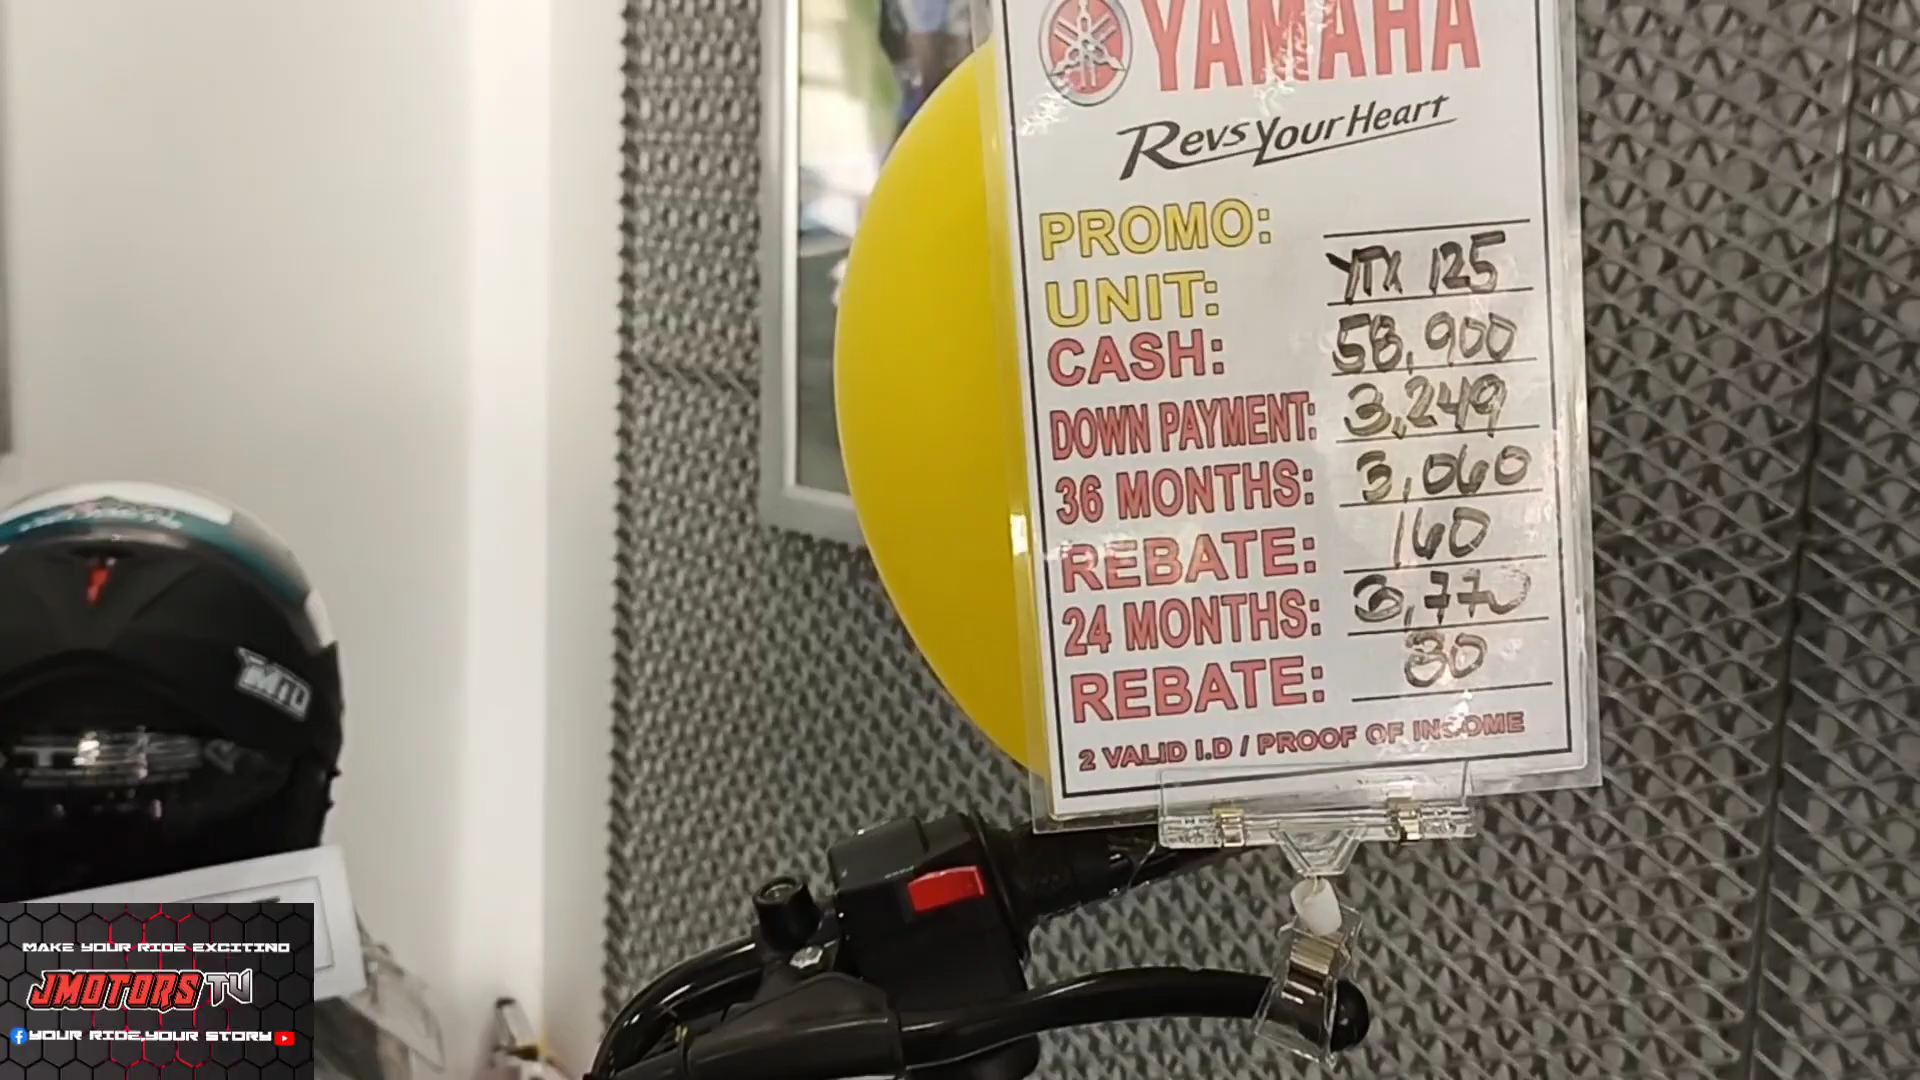 YAMAHA
Revs Your Heart
PROMO:
UNIT: YTX 125
CASH: 58,900
DOWN PAYMENT: 3,249
36 MONTHS: 3,060
REBATE: 160
24 MONTHS: 3,770
REBATE: 80
2 VALID I.D / PROOF OF INCOME
MAKE YOUR RIDE EXCITING
JMOTORS TV
YOUR RIDE,YOUR STORY